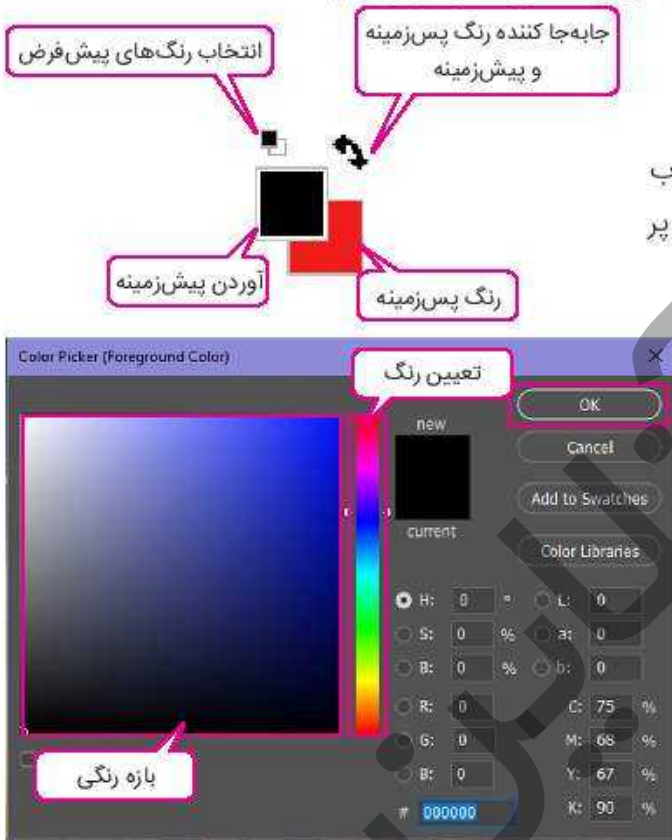 جابه‌جا کننده رنگ پس‌زمینه
و پیش‌زمینه
انتخاب رنگ‌های پیش‌فرض
آوردن پیش‌زمینه
رنگ پس‌زمینه
پر
Color Picker (Foreground Color)
تعیین رنگ
new
current
OK
Cancel
Add to Swatches
Color Libraries
H: 0 °
S: 0 %
B: 0 %
R: 0
G: 0
B: 0
# 000000
L: 0
a: 0
b: 0
C: 75 %
M: 68 %
Y: 67 %
K: 90 %
بازه رنگی